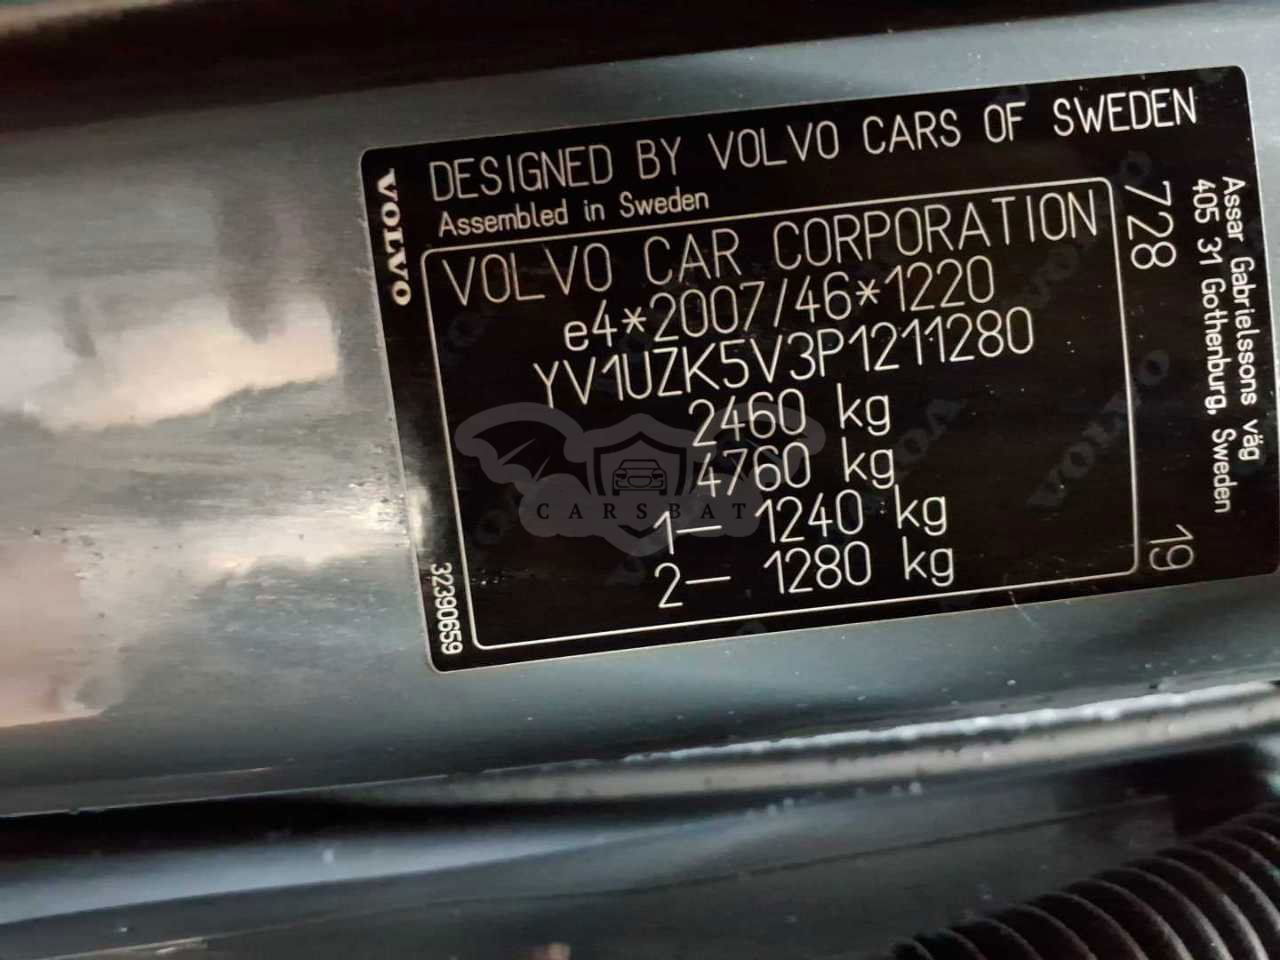 VOLVO
DESIGNED BY VOLVO CARS OF SWEDEN
Assembled in Sweden
VOLVO CAR CORPORATION
e4*2007/46*1220
YV1UZK5V3P1211280
2460 kg
4760 kg
1– 1240 kg
2– 1280 kg
32390659
728
19
Assar Gabrielssons väg
405 31 Gothenburg, Sweden
CARSBAT